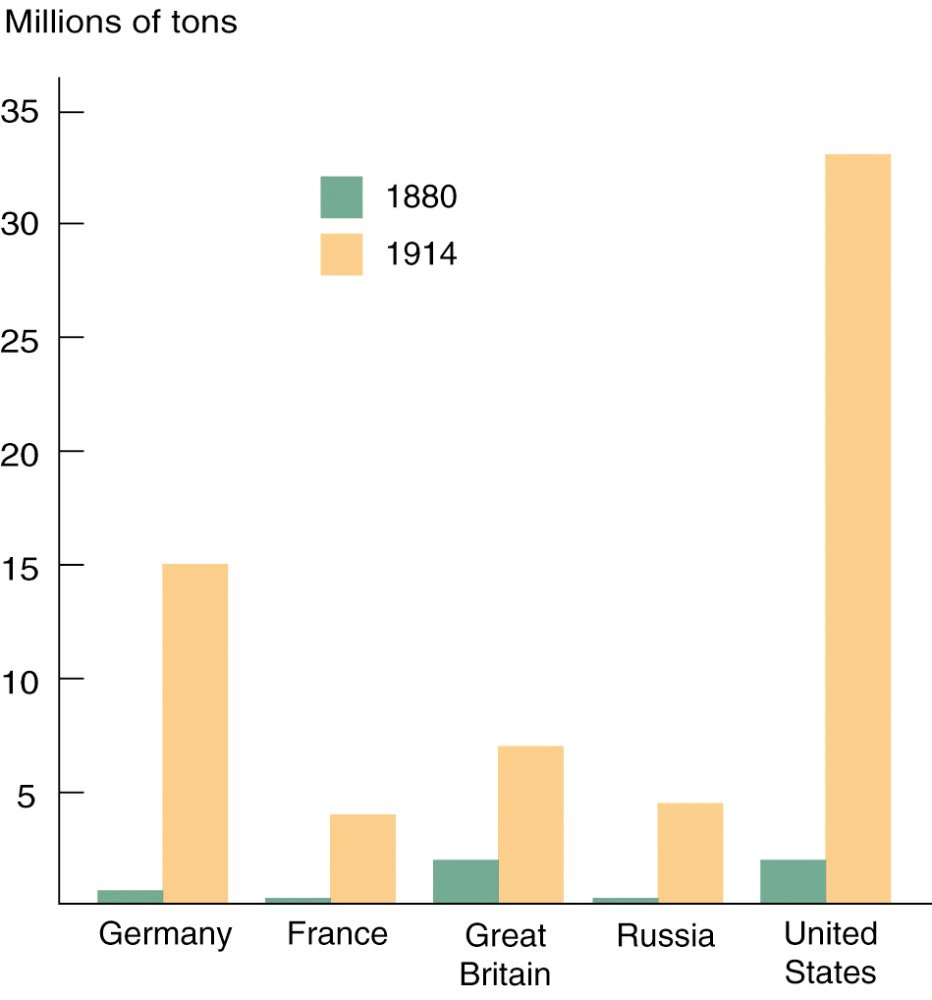 Millions of tons
35
30
25
20
15
10
5
1880
1914
Germany
France
Great
Britain
Russia
United
States